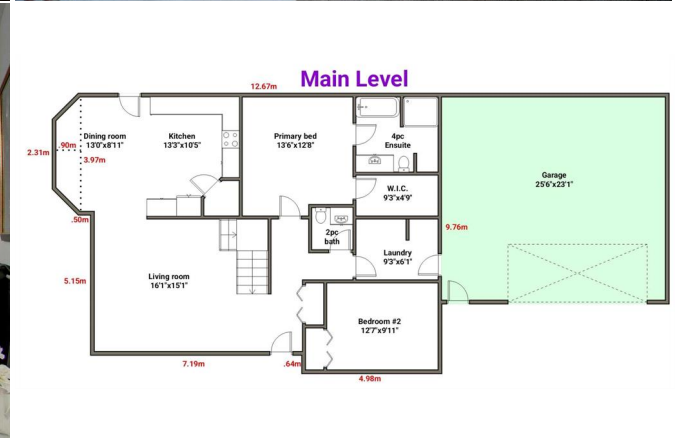 Main Level
12.67m
Dining room
13'0"x8'11"
Kitchen
13'3"x10'5"
Primary bed
13'6"x12'8"
4pc
Ensuite
2.31m
.90m
3.97m
Garage
25'6"x23'1"
W.I.C.
9'3"x4'9"
.50m
2pc
bath
9.76m
Laundry
9'3"x6'1"
Living room
16'1"x15'1"
5.15m
Bedroom #2
12'7"x9'11"
7.19m
.64m
4.98m